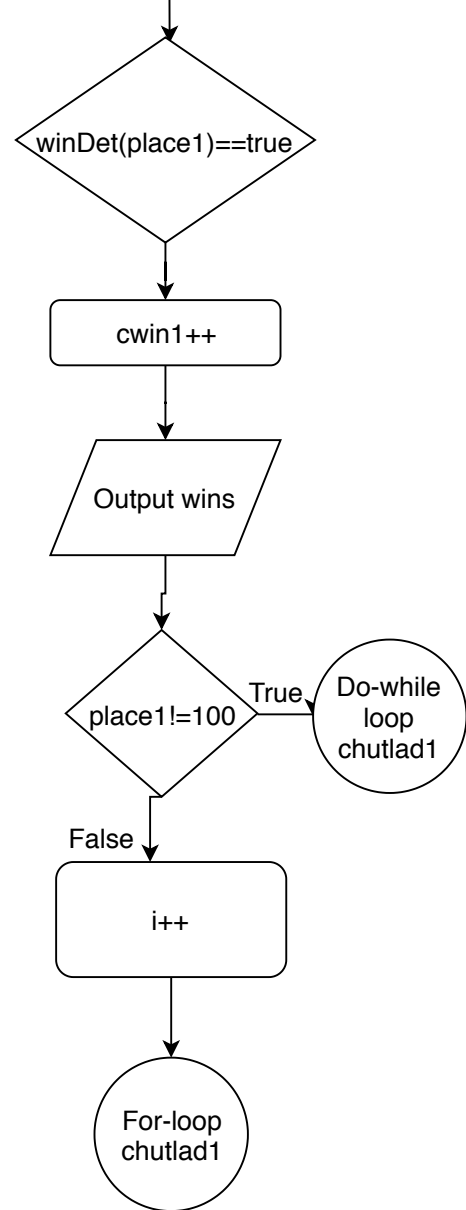 winDet(place1)==true
cwin1++
Output wins
place1!=100
True
Do-while
loop
chutlad1
False
i++
For-loop
chutlad1